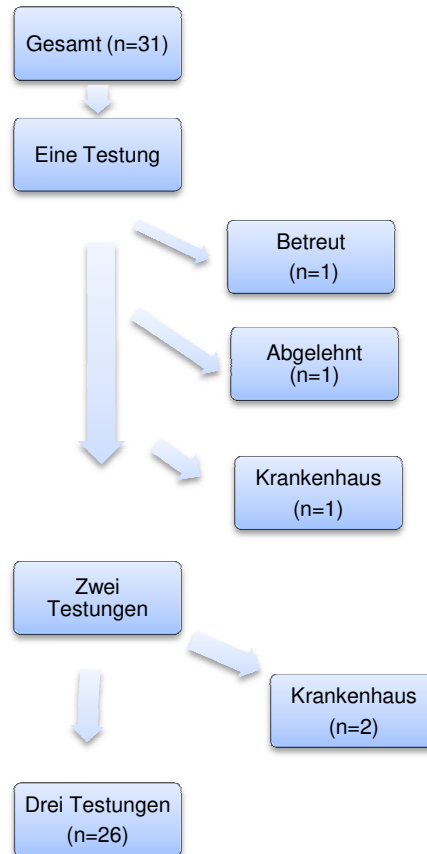 Gesamt (n=31)
Eine Testung
Betreut
(n=1)
Abgelehnt
(n=1)
Krankenhaus
(n=1)
Zwei
Testungen
Krankenhaus
(n=2)
Drei Testungen
(n=26)